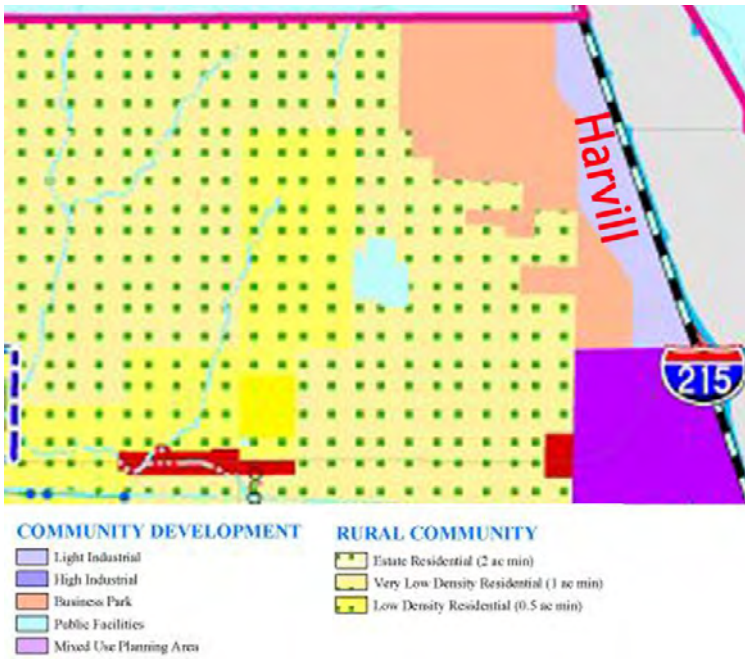 Harvill
215
COMMUNITY DEVELOPMENT
Light Industrial
High Industrial
Business Park
Public Facilities
Mixed Use Planning Area
RURAL COMMUNITY
Estate Residential (2 ac min)
Very Low Density Residential (1 ac min)
Low Density Residential (0.5 ac min)